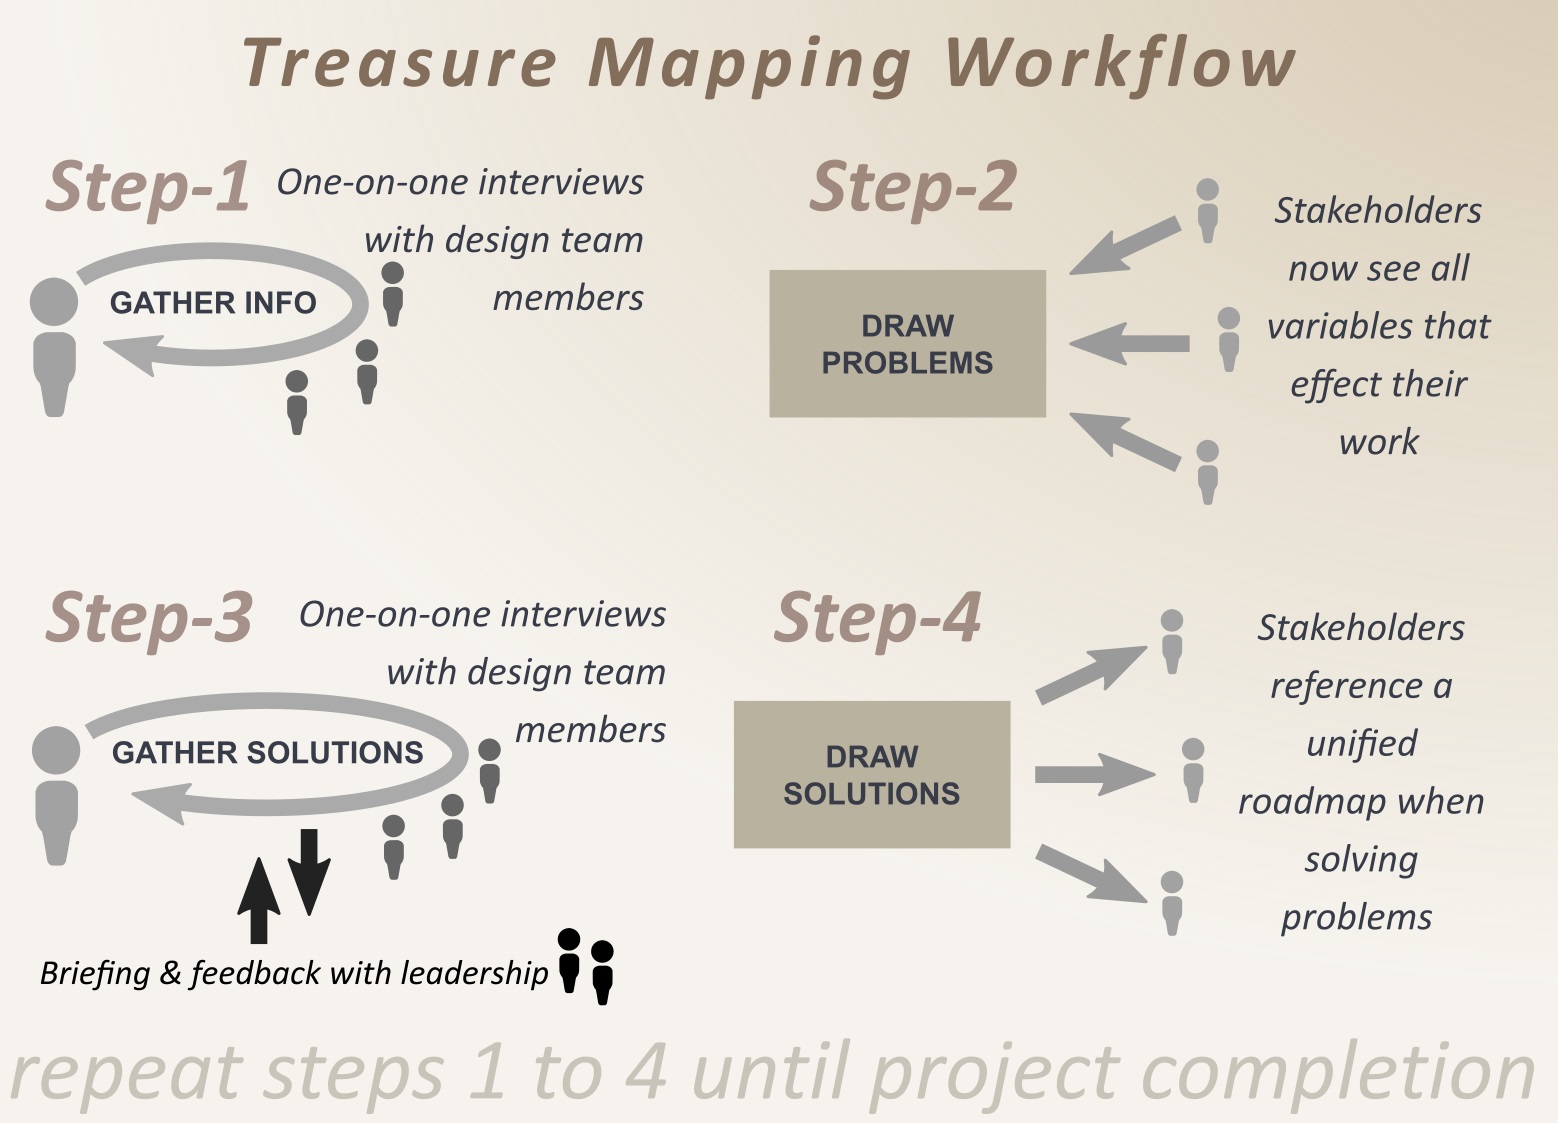 Treasure Mapping Workflow
Step-1
One-on-one interviews
with design team
members
GATHER INFO
Step-2
DRAW
PROBLEMS
Stakeholders
now see all
variables that
effect their
work
Step-3
One-on-one interviews
with design team
members
GATHER SOLUTIONS
Briefing & feedback with leadership
Step-4
DRAW
SOLUTIONS
Stakeholders
reference a
unified
roadmap when
solving
problems
repeat steps 1 to 4 until project completion